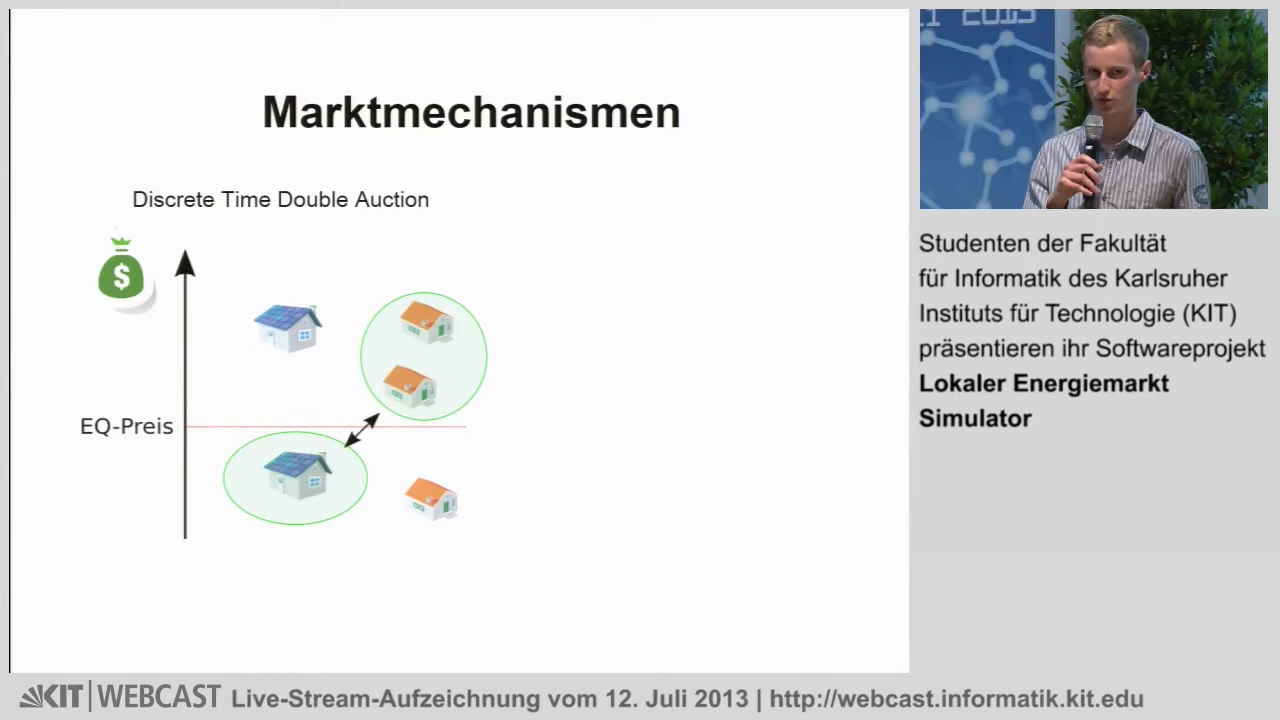 Marktmechanismen
Discrete Time Double Auction
$
EQ-Preis
2013
Studenten der Fakultät
für Informatik des Karlsruher
Instituts für Technologie (KIT)
präsentieren ihr Softwareprojekt
Lokaler Energiemarkt
Simulator
KIT | WEBCAST Live-Stream-Aufzeichnung vom 12. Juli 2013 | http://webcast.informatik.kit.edu